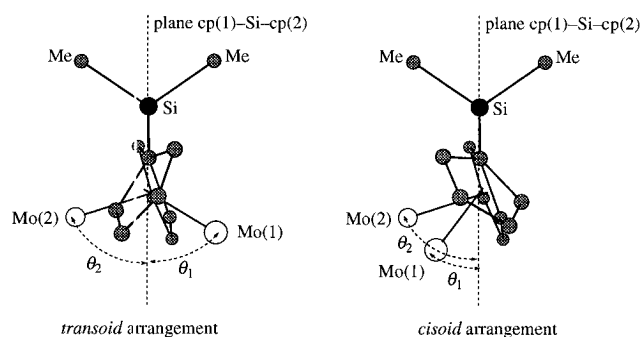 plane cp(1)–Si–cp(2)
Me
Me
Si
Mo(2)
Mo(1)
θ2
θ1
transoid arrangement
plane cp(1)–Si–cp(2)
Me
Me
Si
Mo(2)
θ2
Mo(1)
θ1
cisoid arrangement